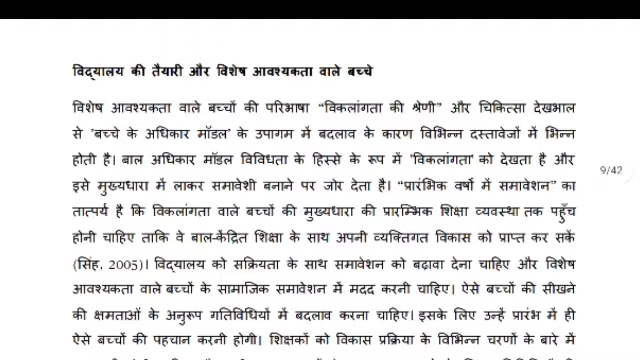 विद्यालय की तैयारी और विशेष आवश्यकता वाले बच्चे
विशेष आवश्यकता वाले बच्चों की परिभाषा “विकलांगता की श्रेणी” और चिकित्सा देखभाल
से 'बच्चे के अधिकार मॉडल' के उपागम में बदलाव के कारण विभिन्न दस्तावेजों में भिन्न
होती है। बाल अधिकार मॉडल विविधता के हिस्से के रूप में 'विकलांगता' को देखता है और
9/42
इसे मुख्यधारा में लाकर समावेशी बनाने पर जोर देता है। “प्रारंभिक वर्षों में समावेशन” का
तात्पर्य है कि विकलांगता वाले बच्चों की मुख्यधारा की प्रारम्भिक शिक्षा व्यवस्था तक पहुँच
होनी चाहिए ताकि वे बाल-केंद्रित शिक्षा के साथ अपनी व्यक्तिगत विकास को प्राप्त कर सकें
(सिंह, 2005)। विद्यालय को सक्रियता के साथ समावेशन को बढ़ावा देना चाहिए और विशेष
आवश्यकता वाले बच्चों के सामाजिक समावेशन में मदद करनी चाहिए। ऐसे बच्चों की सीखने
की क्षमताओं के अनुरूप गतिविधियों में बदलाव करना चाहिए। इसके लिए उन्हें प्रारंभ में ही
ऐसे बच्चों की पहचान करनी होगी। शिक्षकों को विकास प्रक्रिया के विभिन्न चरणों के बारे में